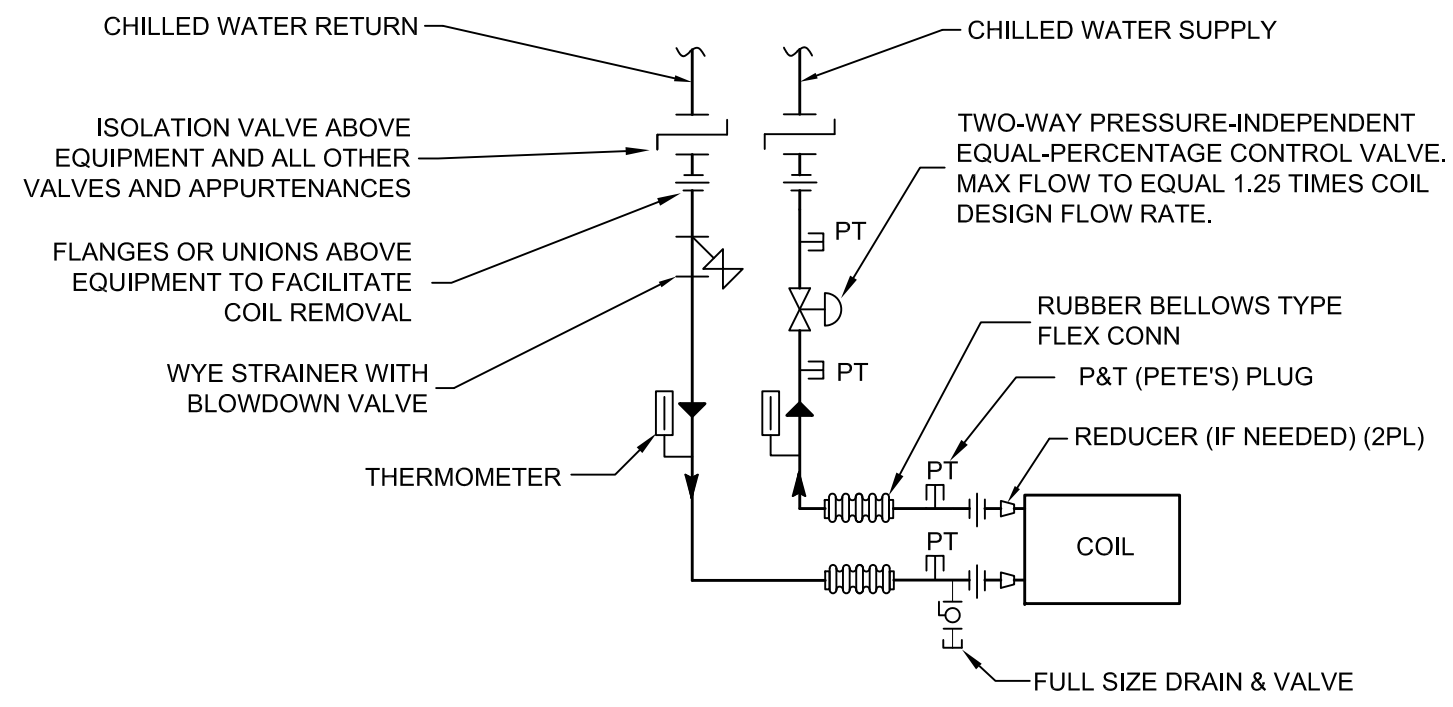 CHILLED WATER RETURN
CHILLED WATER SUPPLY
ISOLATION VALVE ABOVE
EQUIPMENT AND ALL OTHER
VALVES AND APPURTENANCES
TWO-WAY PRESSURE-INDEPENDENT
EQUAL-PERCENTAGE CONTROL VALVE.
MAX FLOW TO EQUAL 1.25 TIMES COIL
DESIGN FLOW RATE.
PT
FLANGES OR UNIONS ABOVE
EQUIPMENT TO FACILITATE
COIL REMOVAL
RUBBER BELLOWS TYPE
FLEX CONN
WYE STRAINER WITH
BLOWDOWN VALVE
PT
P&T (PETE'S) PLUG
REDUCER (IF NEEDED) (2PL)
THERMOMETER
PT
COIL
PT
FULL SIZE DRAIN & VALVE